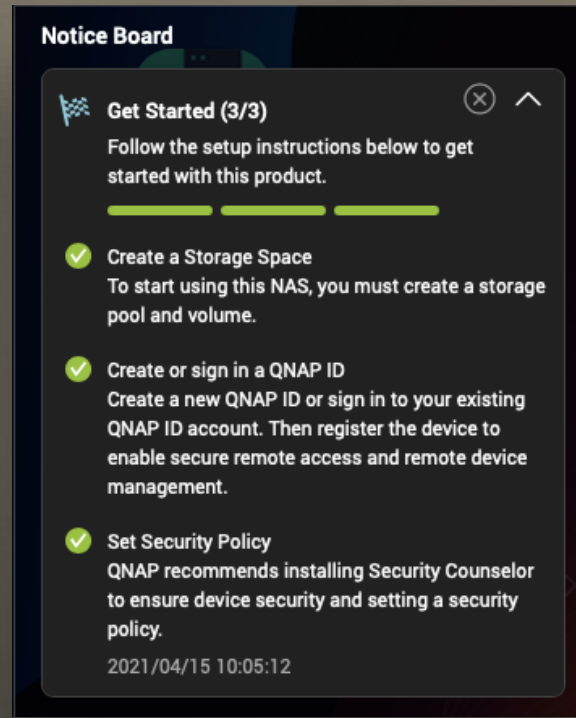 Notice Board
Get Started (3/3)
Follow the setup instructions below to get
started with this product.
Create a Storage Space
To start using this NAS, you must create a storage
pool and volume.
Create or sign in a QNAP ID
Create a new QNAP ID or sign in to your existing
QNAP ID account. Then register the device to
enable secure remote access and remote device
management.
Set Security Policy
QNAP recommends installing Security Counselor
to ensure device security and setting a security
policy.
2021/04/15 10:05:12